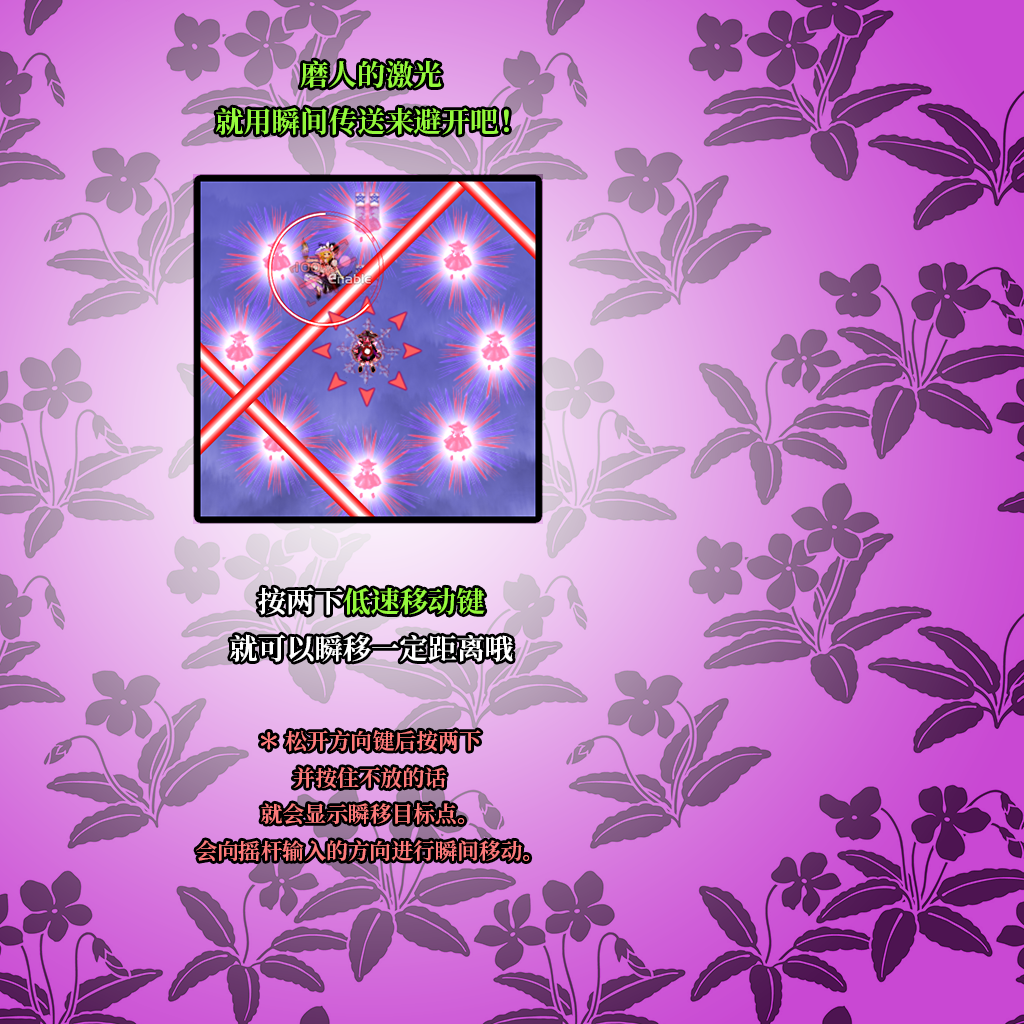 磨人的激光
就用瞬间传送来避开吧！
enable
按两下低速移动键
就可以瞬移一定距离哦
＊松开方向键后按两下
并按住不放的话
就会显示瞬移目标点。
会向摇杆输入的方向进行瞬间移动。